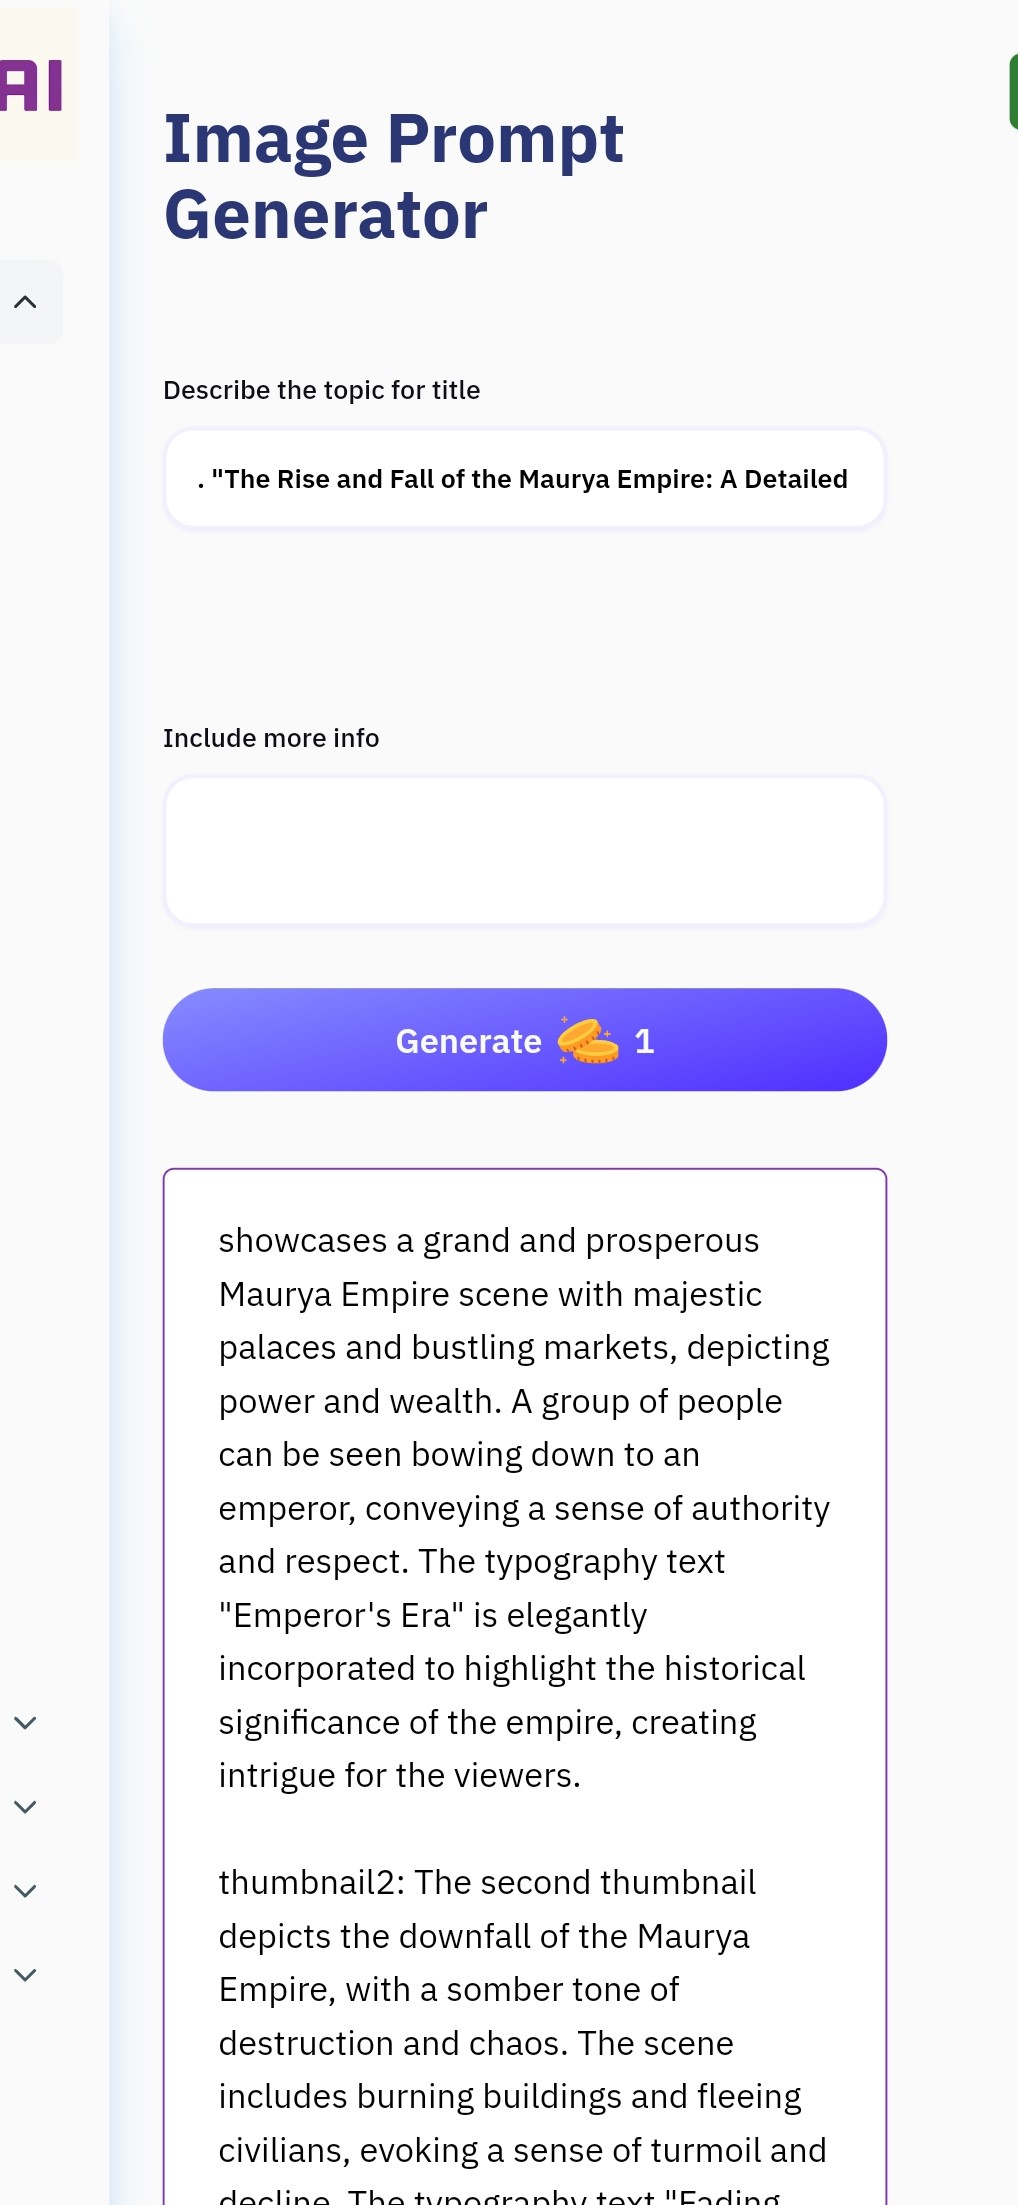 AI
Image Prompt
Generator
Describe the topic for title
. "The Rise and Fall of the Maurya Empire: A Detailed
Include more info
Generate 1
showcases a grand and prosperous
Maurya Empire scene with majestic
palaces and bustling markets, depicting
power and wealth. A group of people
can be seen bowing down to an
emperor, conveying a sense of authority
and respect. The typography text
"Emperor's Era" is elegantly
incorporated to highlight the historical
significance of the empire, creating
intrigue for the viewers.
thumbnail2: The second thumbnail
depicts the downfall of the Maurya
Empire, with a somber tone of
destruction and chaos. The scene
includes burning buildings and fleeing
civilians, evoking a sense of turmoil and
decline. The typography text "Fading